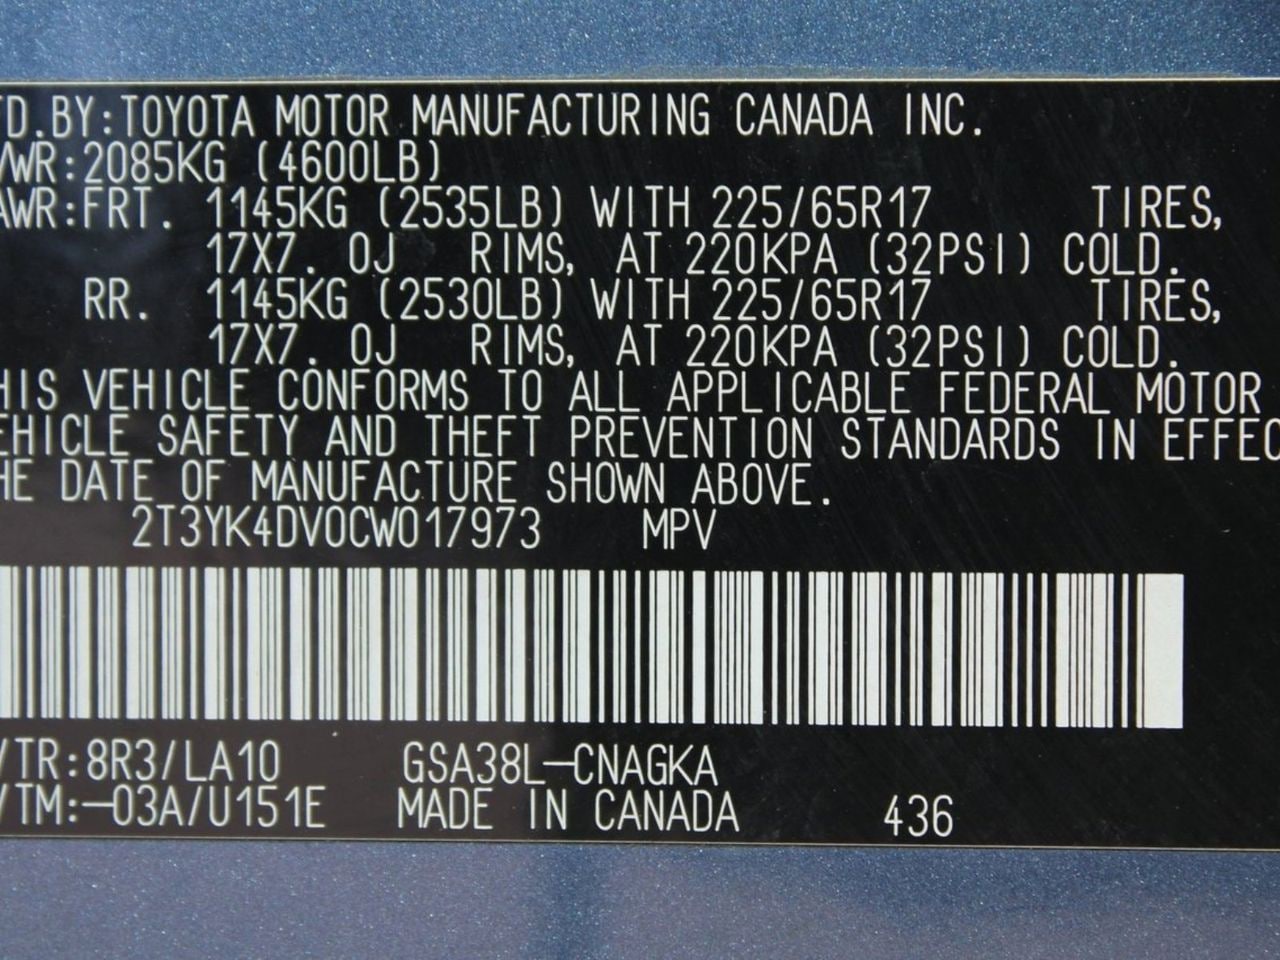 D.BY:TOYOTA MOTOR MANUFACTURING CANADA INC.
/WR:2085KG (4600LB)
AWR:FRT. 1145KG (2535LB) WITH 225/65R17 TIRES,
17X7. 0J RIMS, AT 220KPA (32PSI) COLD.
RR. 1145KG (2530LB) WITH 225/65R17 TIRES,
17X7. 0J RIMS, AT 220KPA (32PSI) COLD.
HIS VEHICLE CONFORMS TO ALL APPLICABLE FEDERAL MOTOR
EHICLE SAFETY AND THEFT PREVENTION STANDARDS IN EFFEC
HE DATE OF MANUFACTURE SHOWN ABOVE.
2T3YK4DV0CW017973 MPV
/TR:8R3/LA10 GSA38L-CNAGKA
/TM:-03A/U151E MADE IN CANADA 436